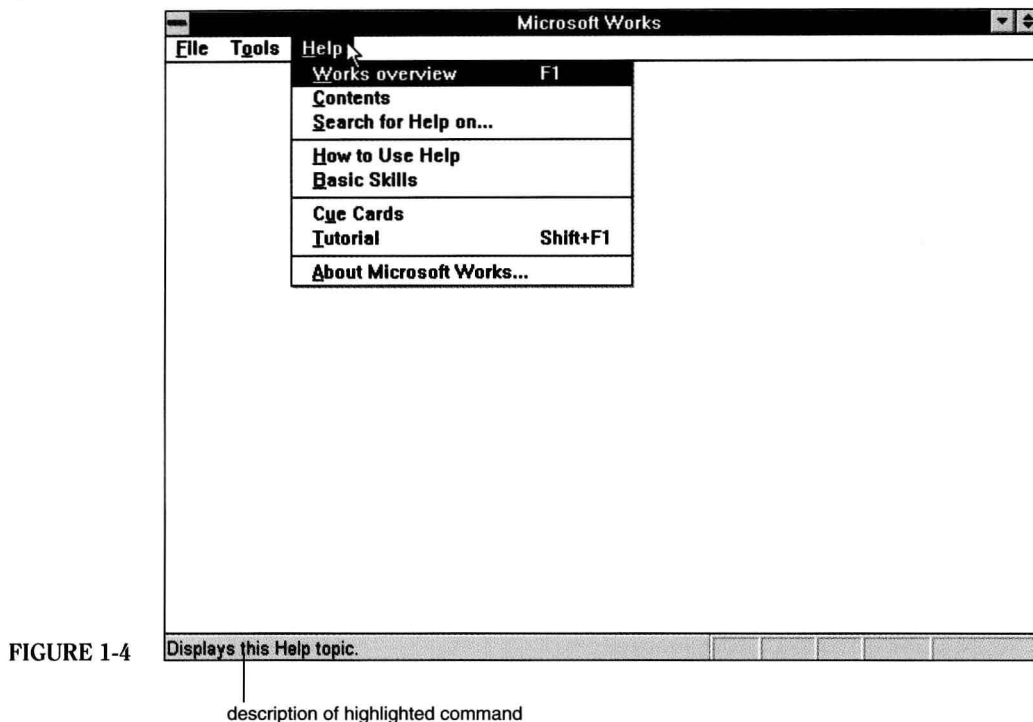 Microsoft Works
File Tools Help
Works overview F1
Contents
Search for Help on...
How to Use Help
Basic Skills
Cue Cards
Tutorial Shift+F1
About Microsoft Works...
Displays this Help topic.
FIGURE 1-4
description of highlighted command